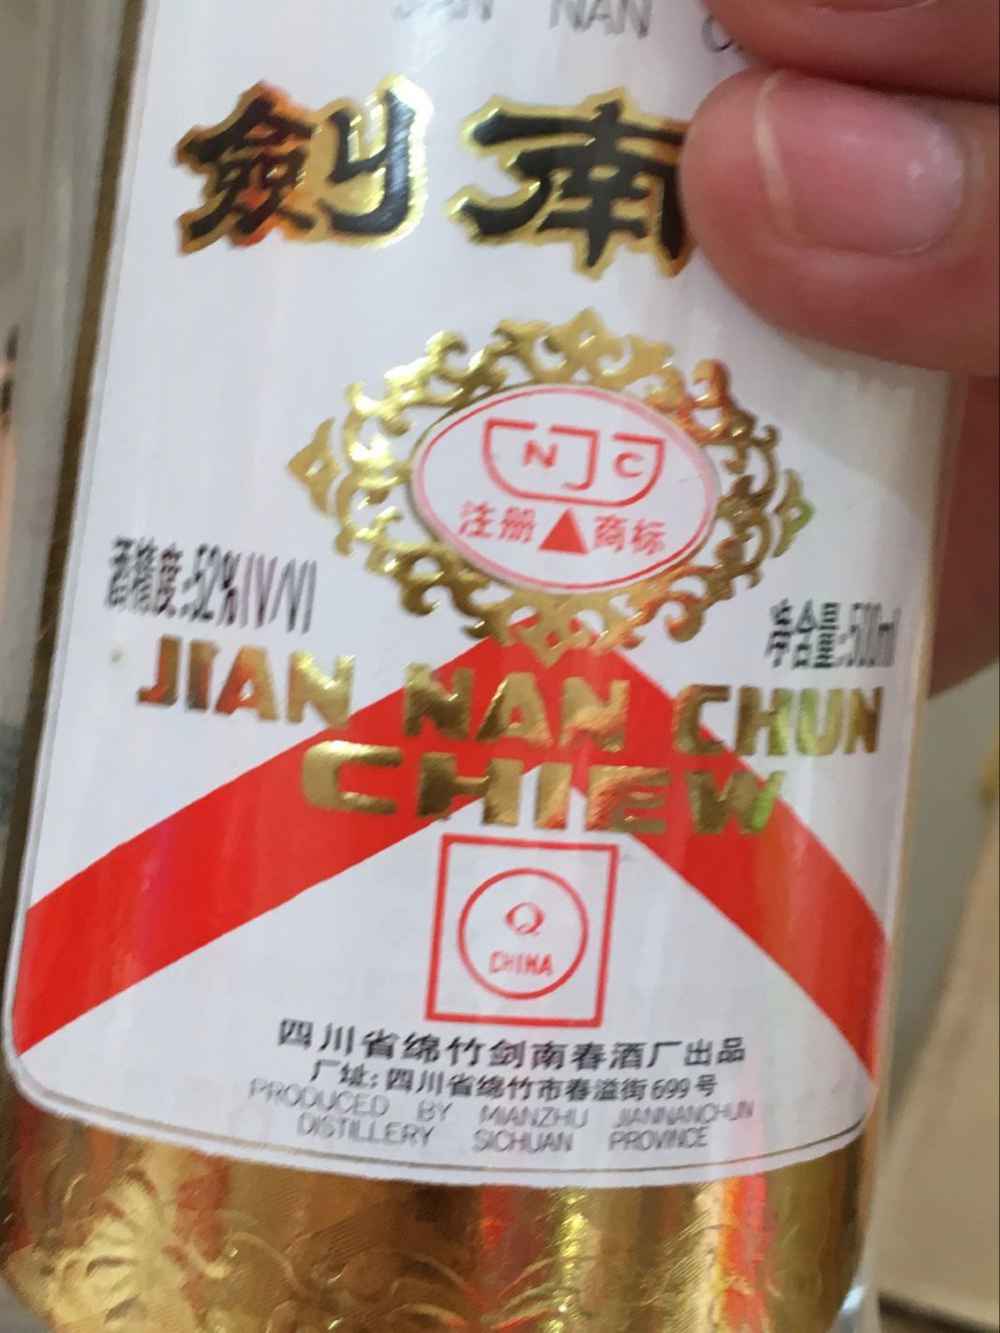 JIAN NAN
劍南
N J C
注册 商标
酒精度:52%(V/V)
净含量:500ml
JIAN NAN CHUN
CHIEW
Q
CHINA
四川省绵竹剑南春酒厂出品
厂址:四川省绵竹市春溢街699号
PRODUCED BY MIANZHU JIANNANCHUN
DISTILLERY SICHUAN PROVINCE